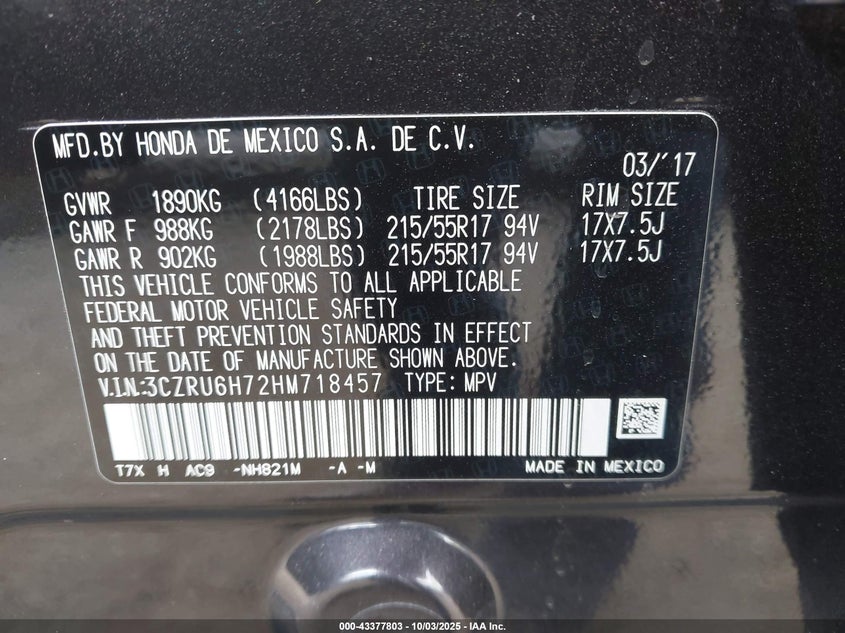 MFD.BY HONDA DE MEXICO S.A. DE C.V.
03/'17
GVWR 1890KG (4166LBS) TIRE SIZE RIM SIZE
GAWR F 988KG (2178LBS) 215/55R17 94V 17X7.5J
GAWR R 902KG (1988LBS) 215/55R17 94V 17X7.5J
THIS VEHICLE CONFORMS TO ALL APPLICABLE
FEDERAL MOTOR VEHICLE SAFETY
AND THEFT PREVENTION STANDARDS IN EFFECT
ON THE DATE OF MANUFACTURE SHOWN ABOVE.
V.I.N.:3CZRU6H72HM718457 TYPE: MPV
T7X H AC9 -NH821M -A -M MADE IN MEXICO
000-43377803 - 10/03/2025 - IAA Inc.